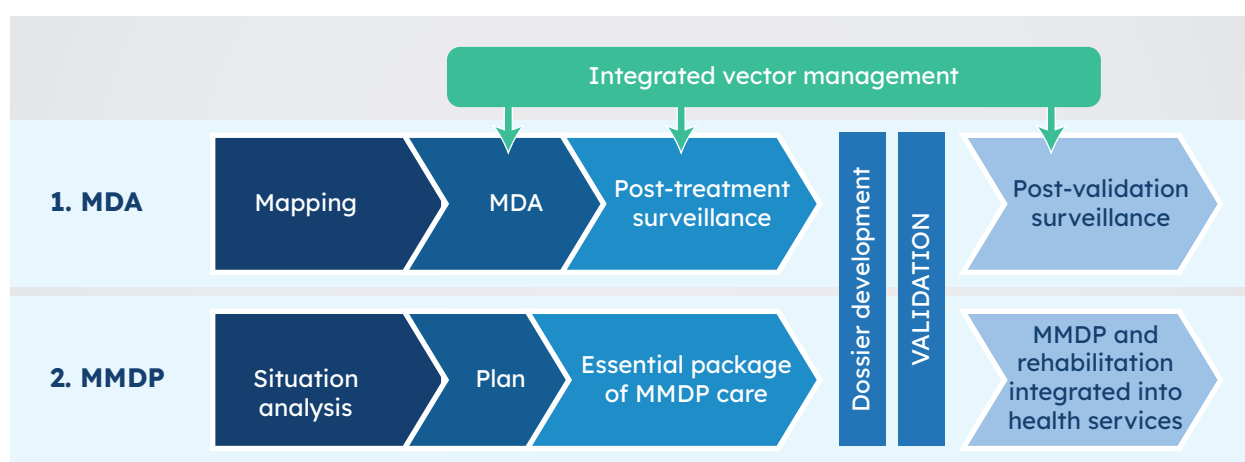 Integrated vector management
1. MDA
Mapping
MDA
Post-treatment
surveillance
Dossier development
VALIDATION
Post-validation
surveillance
2. MMDP
Situation
analysis
Plan
Essential package
of MMDP care
MMDP and
rehabilitation
integrated into
health services